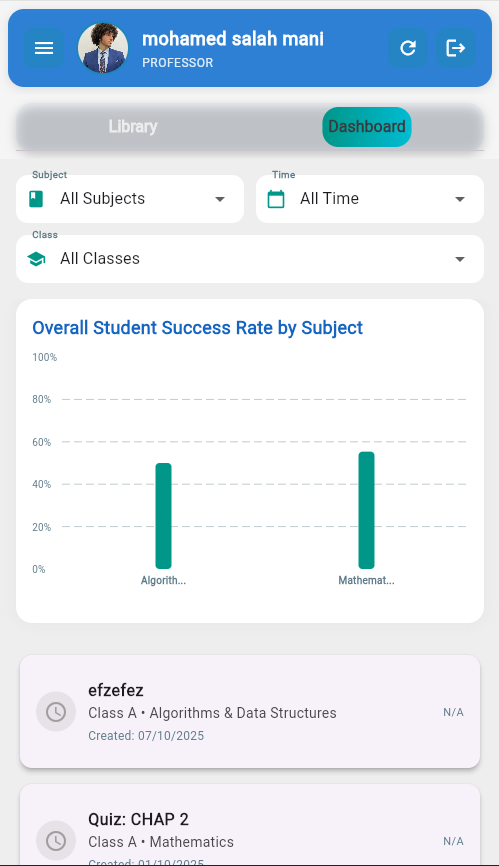 mohamed salah mani
PROFESSOR
Library
Dashboard
Subject
All Subjects
Time
All Time
Class
All Classes
Overall Student Success Rate by Subject
100%
80%
60%
40%
20%
0%
Algorith...
Mathemat...
efzefez
Class A • Algorithms & Data Structures
N/A
Created: 07/10/2025
Quiz: CHAP 2
Class A • Mathematics
N/A
Created: 01/10/2025